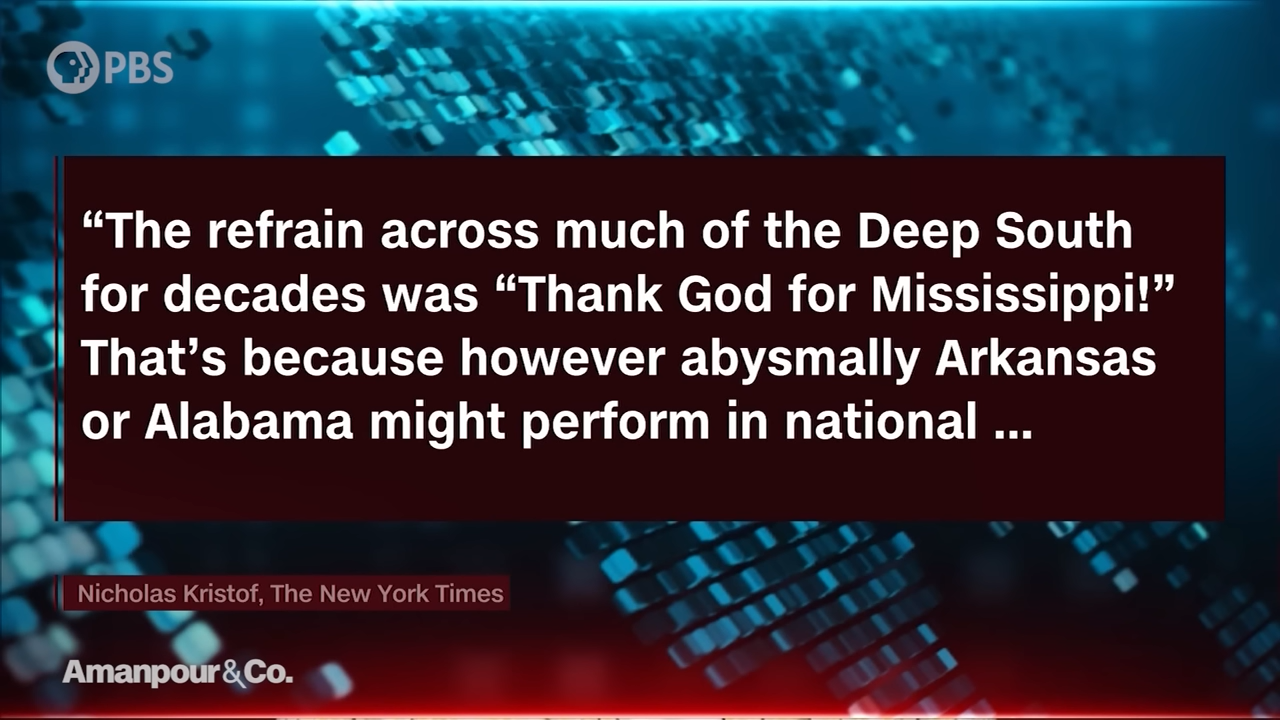 PBS
“The refrain across much of the Deep South
for decades was “Thank God for Mississippi!”
That’s because however abysmally Arkansas
or Alabama might perform in national ...
Nicholas Kristof, The New York Times
Amanpour&Co.